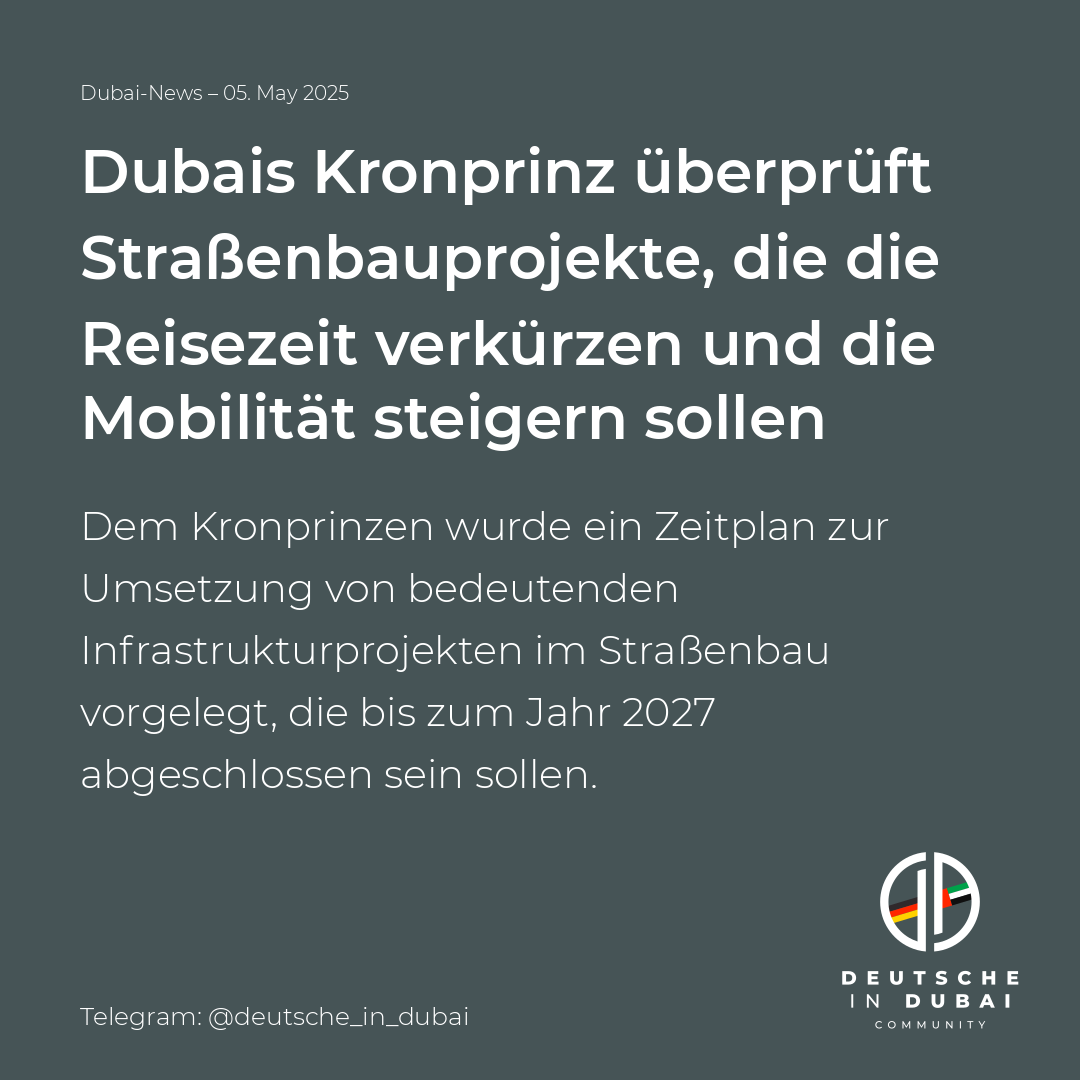 Dubai-News – 05. May 2025
Dubais Kronprinz überprüft
Straßenbauprojekte, die die
Reisezeit verkürzen und die
Mobilität steigern sollen
Dem Kronprinzen wurde ein Zeitplan zur
Umsetzung von bedeutenden
Infrastrukturprojekten im Straßenbau
vorgelegt, die bis zum Jahr 2027
abgeschlossen sein sollen.
DEUTSCHE
IN DUBAI
COMMUNITY
Telegram: @deutsche_in_dubai